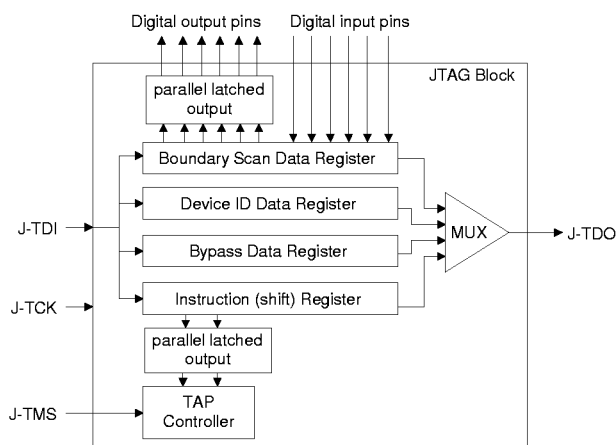 Digital output pins
Digital input pins
JTAG Block
parallel latched
output
Boundary Scan Data Register
Device ID Data Register
J-TDI
MUX
J-TDO
Bypass Data Register
Instruction (shift) Register
J-TCK
parallel latched
output
TAP
Controller
J-TMS